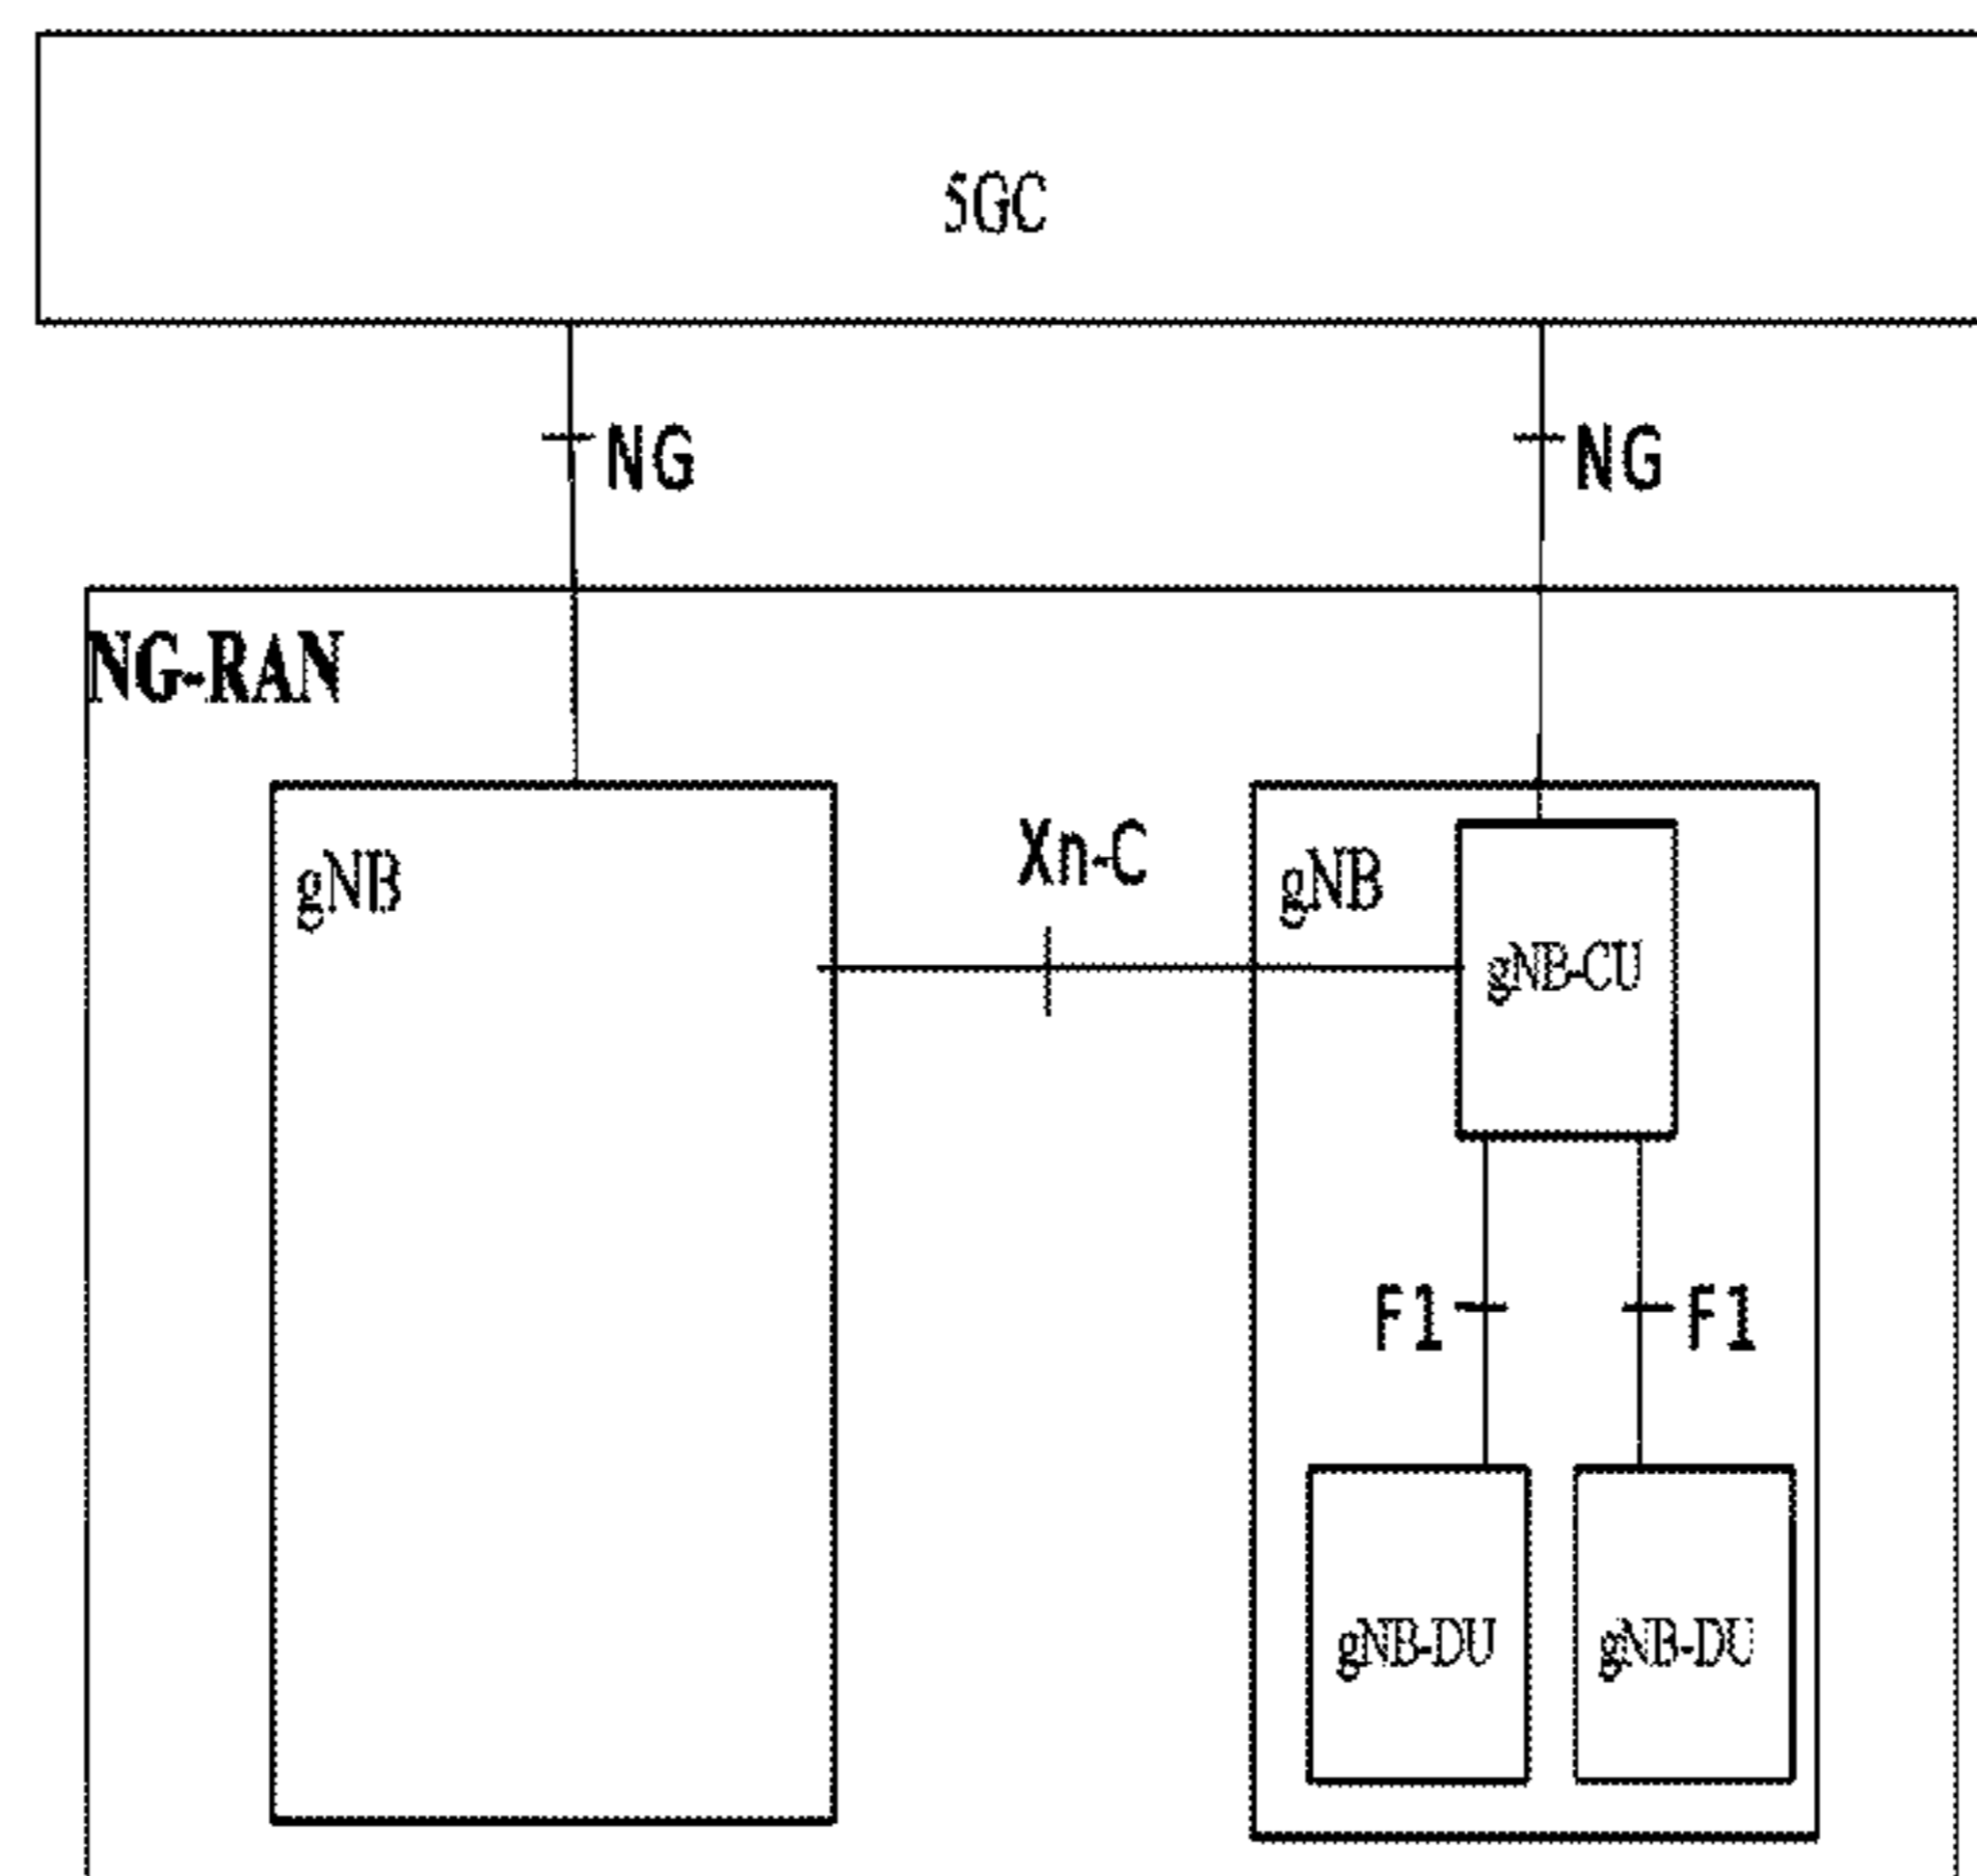 5GC
NG NG
NG-RAN
gNB
Xn-C
gNB
gNB-CU
F1 F1
gNB-DU gNB-DU